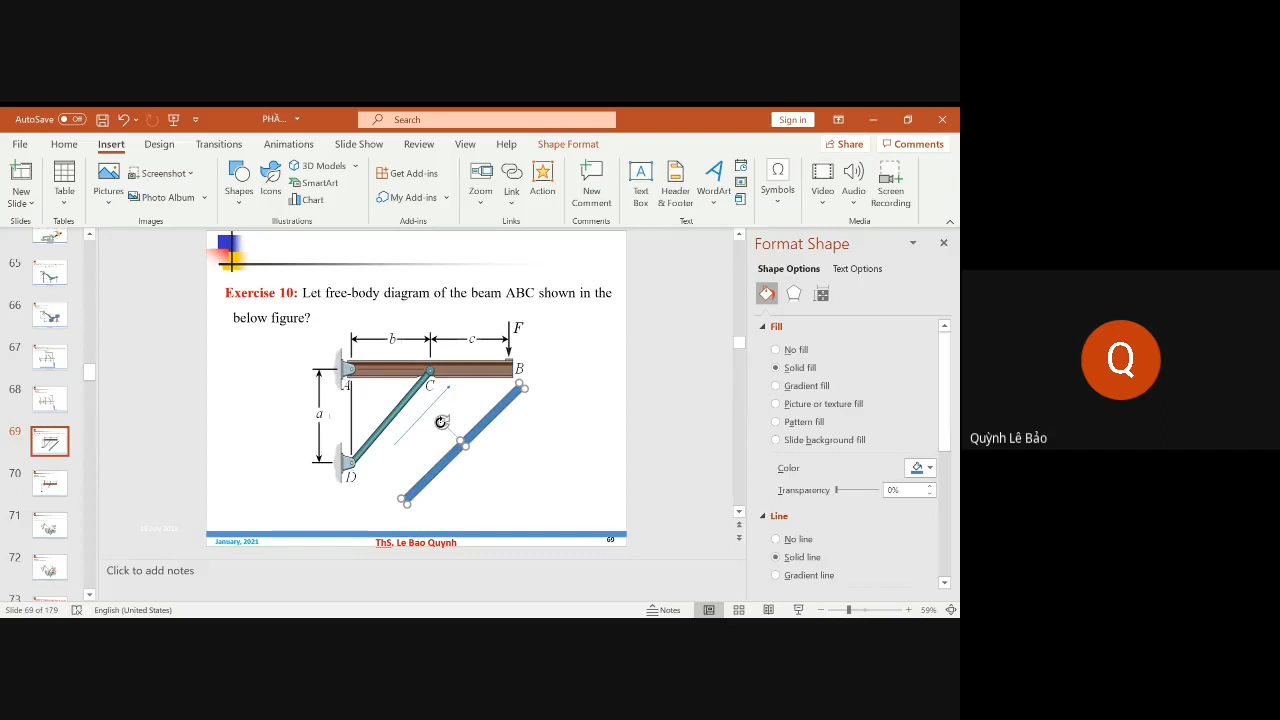 AutoSave Off PHẦ... Search Sign in
File Home Insert Design Transitions Animations Slide Show Review View Help Shape Format Share Comments
New Slide Table Pictures Screenshot Photo Album Shapes Icons 3D Models SmartArt Chart Get Add-ins My Add-ins Zoom Link Action New Comment Text Box Header & Footer WordArt Symbols Video Audio Screen Recording
Slides Tables Images Illustrations Add-ins Links Comments Text Media
65
66
67
68
69
70
71
72
73
Exercise 10: Let free-body diagram of the beam ABC shown in the
below figure?
F
b c
A C B
a
D
January, 2021 ThS. Le Bao Quynh 69
Click to add notes
Format Shape
Shape Options Text Options
Fill
No fill
Solid fill
Gradient fill
Picture or texture fill
Pattern fill
Slide background fill
Color
Transparency 0%
Line
No line
Solid line
Gradient line
Slide 69 of 179 English (United States) Notes 59%
Q
Quỳnh Lê Bảo